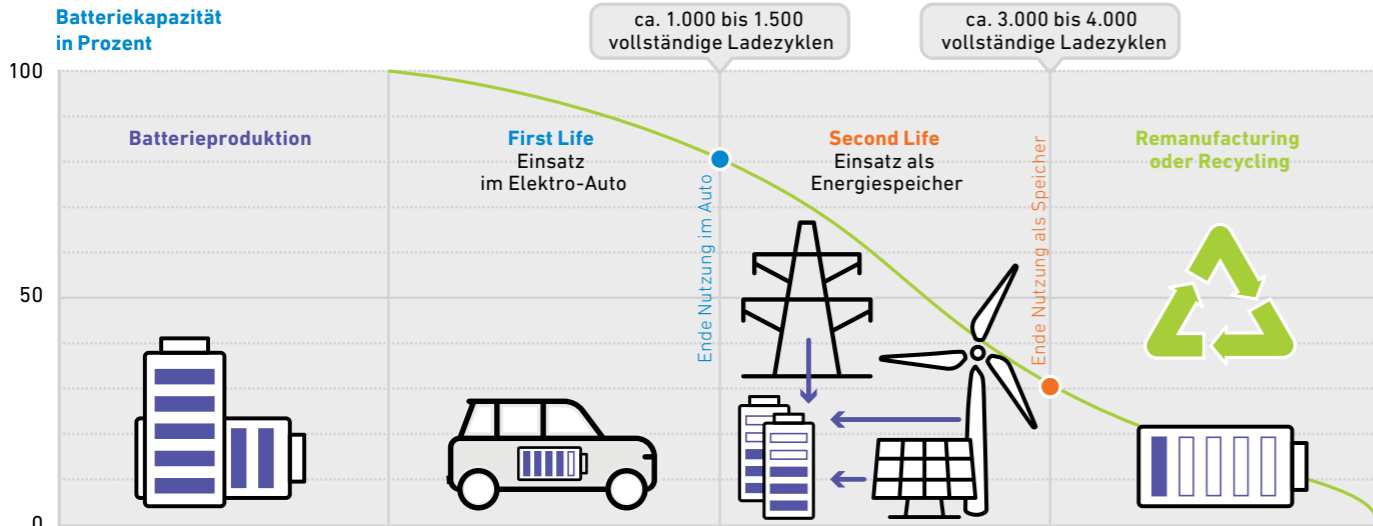 Batteriekapazität
in Prozent
ca. 1.000 bis 1.500
vollständige Ladezyklen
ca. 3.000 bis 4.000
vollständige Ladezyklen
100
50
0
Batterieproduktion
First Life
Einsatz
im Elektro-Auto
Ende Nutzung im Auto
Second Life
Einsatz als
Energiespeicher
Ende Nutzung als Speicher
Remanufacturing
oder Recycling